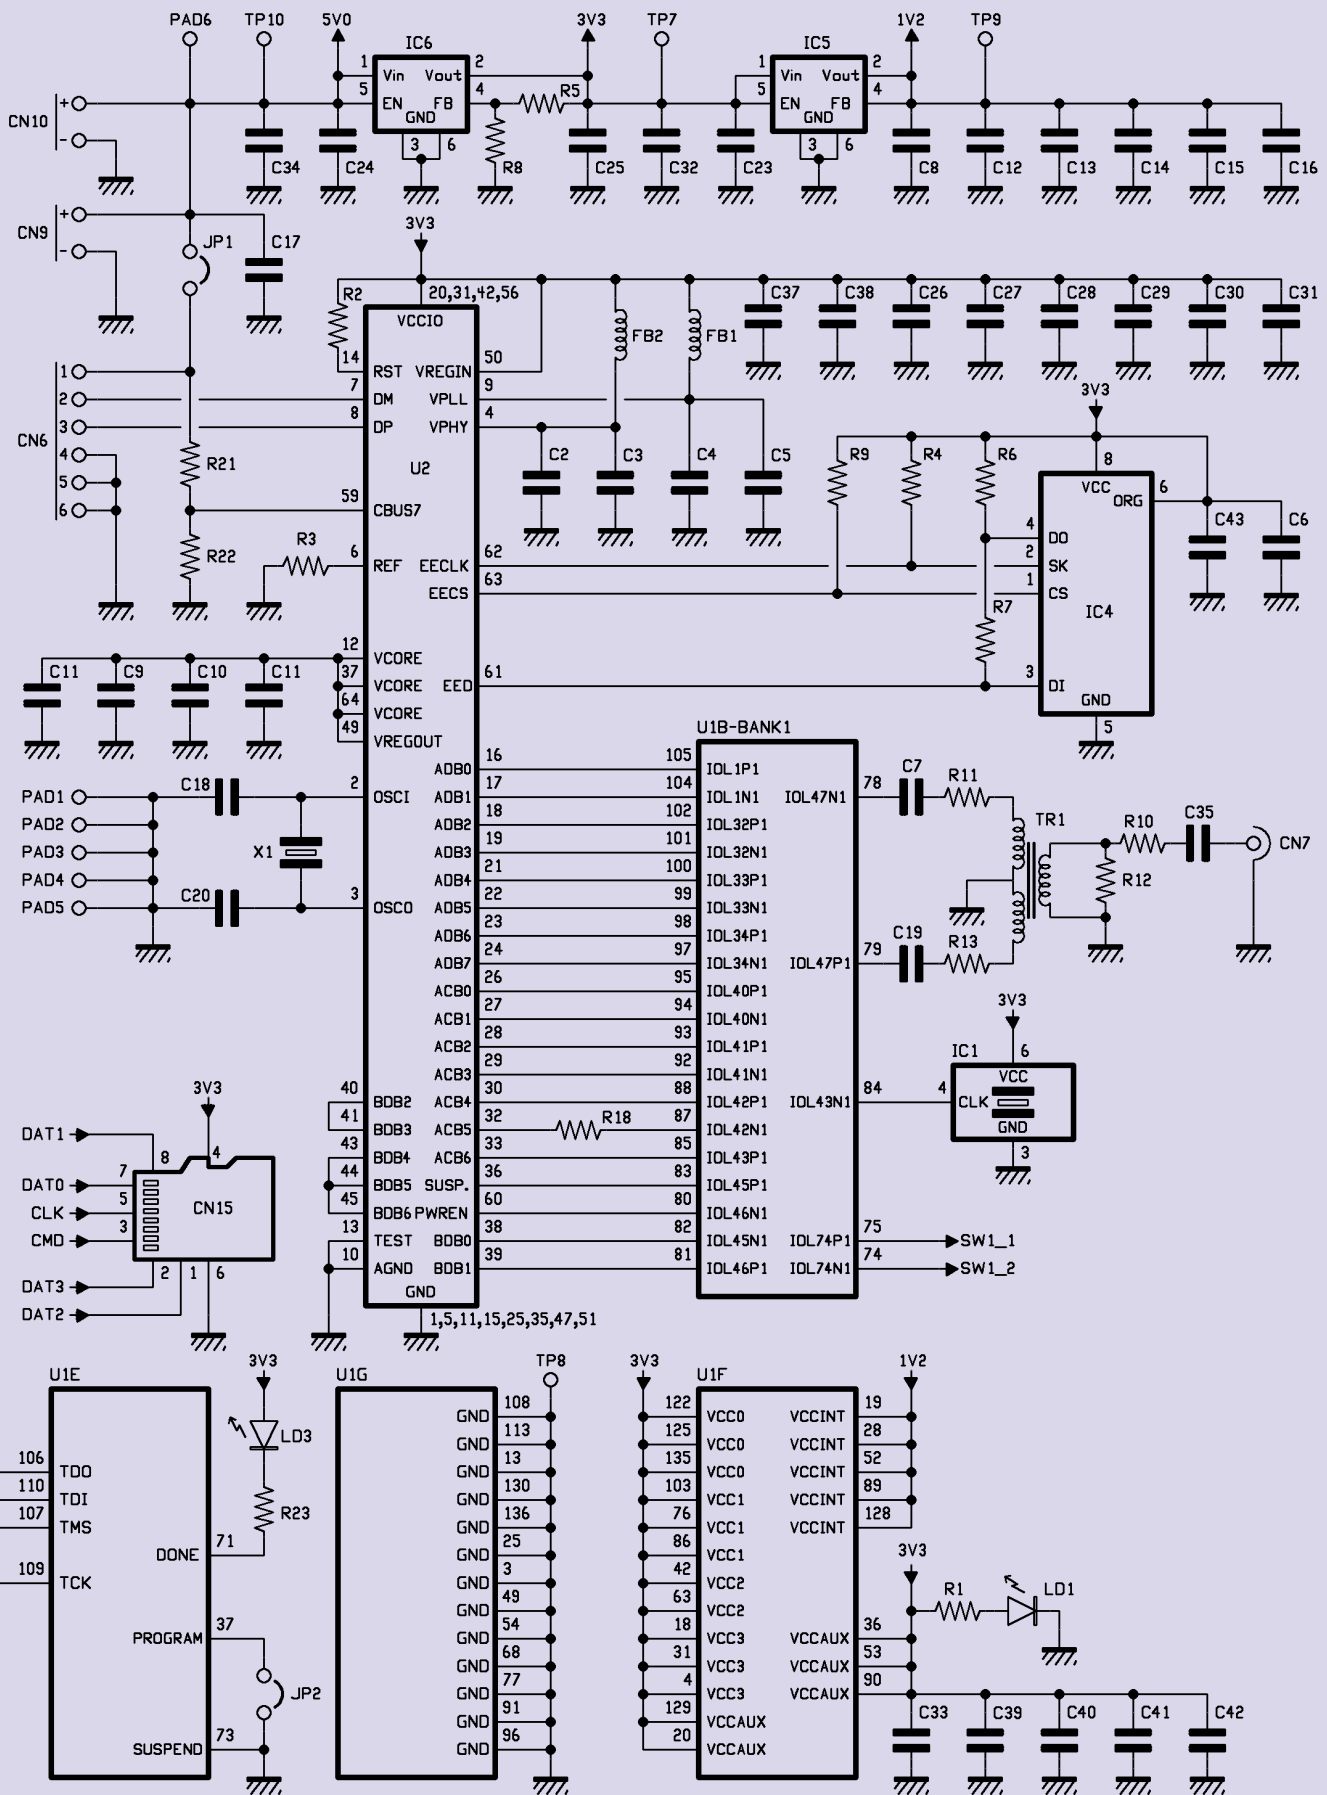 PAD6 TP10 5V0 3V3 TP7 1V2 TP9
IC6 IC5
1 Vin Vout 2 1 Vin Vout 2
5 EN FB 4 R5 5 EN FB 4
GND GND
3 6 3 6
CN10 + -
C34 C24 R8 C25 C32 C23 C8 C12 C13 C14 C15 C16
CN9 + -
JP1 C17 3V3
R2 20,31,42,56
VCCIO
FB2 FB1 C37 C38 C26 C27 C28 C29 C30 C31
14 RST VREGIN 50
7 DM VPLL 9
8 DP VPHY 4
CN6 1 2 3 4 5 6
U2
R21 C2 C3 C4 C5
59 CBUS7
R22 R3
6 REF EECLK 62
EECS 63
3V3
R9 R4 R6 R7
8 VCC
ORG 6
4 DO
2 SK
1 CS
IC4
3 DI
GND
5
C43 C6
C11 C9 C10 C11
12 VCORE
37 VCORE EED 61
64 VCORE
49 VREGOUT
U1B-BANK1
ADB0 16 105 IOL1P1
ADB1 17 104 IOL1N1
ADB2 18 102 IOL32P1
ADB3 19 101 IOL32N1
ADB4 21 100 IOL33P1
ADB5 22 99 IOL33N1
ADB6 23 98 IOL34P1
ADB7 24 97 IOL34N1
ACB0 26 95 IOL40P1
ACB1 27 94 IOL40N1
ACB2 28 93 IOL41P1
ACB3 29 92 IOL41N1
ACB4 30 88 IOL42P1
ACB5 32 R18 87 IOL42N1
ACB6 33 85 IOL43P1
SUSP. 36 83 IOL45P1
PWREN 60 80 IOL46N1
BDB0 38 82 IOL45N1
BDB1 39 81 IOL46P1
PAD1
PAD2
PAD3
PAD4
PAD5
C18 2 OSCI
X1
C20 3 OSCO
IOL47N1 78 C7 R11
TR1 R10 C35 CN7
R12
IOL47P1 79 C19 R13
3V3
IC1 6
VCC
IOL43N1 84 4 CLK
GND
3
IOL74P1 75 SW1_1
IOL74N1 74 SW1_2
40 BDB2
41 BDB3
43 BDB4
44 BDB5
45 BDB6
13 TEST
10 AGND
GND
1,5,11,15,25,35,47,51
3V3
DAT1 8 4
DAT0 7
CLK 5 CN15
CMD 3
DAT3 2 1 6
DAT2
U1E 3V3
LD3
106 TDO
110 TDI
107 TMS
109 TCK
R23
DONE 71
PROGRAM 37
JP2
SUSPEND 73
U1G TP8
GND 108
GND 113
GND 13
GND 130
GND 136
GND 25
GND 3
GND 49
GND 54
GND 68
GND 77
GND 91
GND 96
3V3 U1F 1V2
122 VCCO VCCINT 19
125 VCCO VCCINT 28
135 VCCO VCCINT 52
103 VCC1 VCCINT 89
76 VCC1 VCCINT 128
86 VCC1 3V3
42 VCC2 R1 LD1
63 VCC2
18 VCC3 VCCAUX 36
31 VCC3 VCCAUX 53
4 VCC3 VCCAUX 90
129 VCCAUX
20 VCCAUX
C33 C39 C40 C41 C42